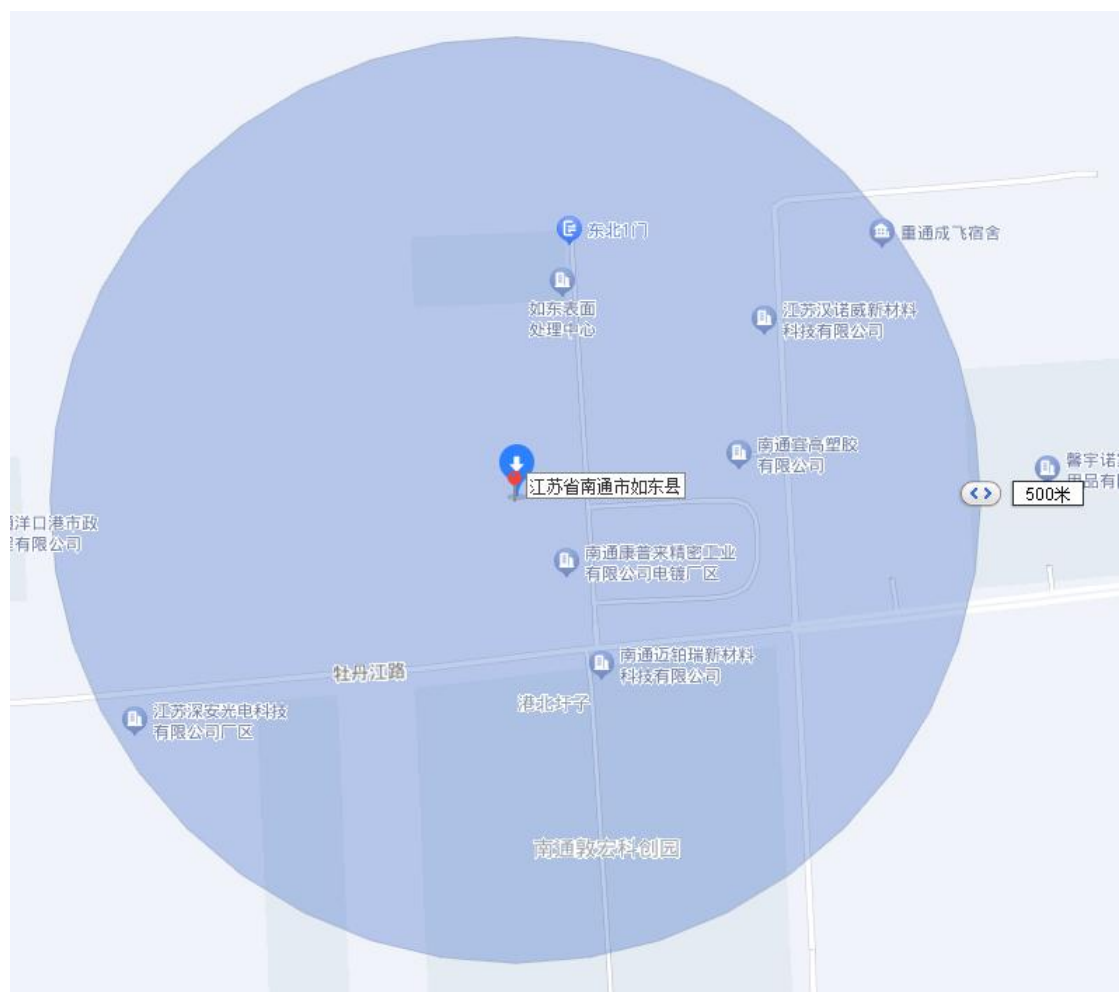 东北1门
重通成飞宿舍
如东表面
处理中心
江苏汉诺威新材料
科技有限公司
南通宜高塑胶
有限公司
馨宇诺
用品有
江苏省南通市如东县
500米
洋口港市政
有限公司
南通康普来精密工业
有限公司电镀厂区
南通迈铂瑞新材料
科技有限公司
牡丹江路
港北圩子
江苏深安光电科技
有限公司厂区
南通敦宏科创园